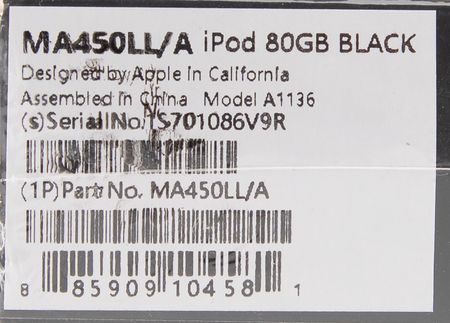 MA450LL/A iPod 80GB BLACK
Designed by Apple in California
Assembled in China Model A1136
(s)Serial No. 1S701086V9R
(1P)Part No. MA450LL/A
8 85909 10458 1